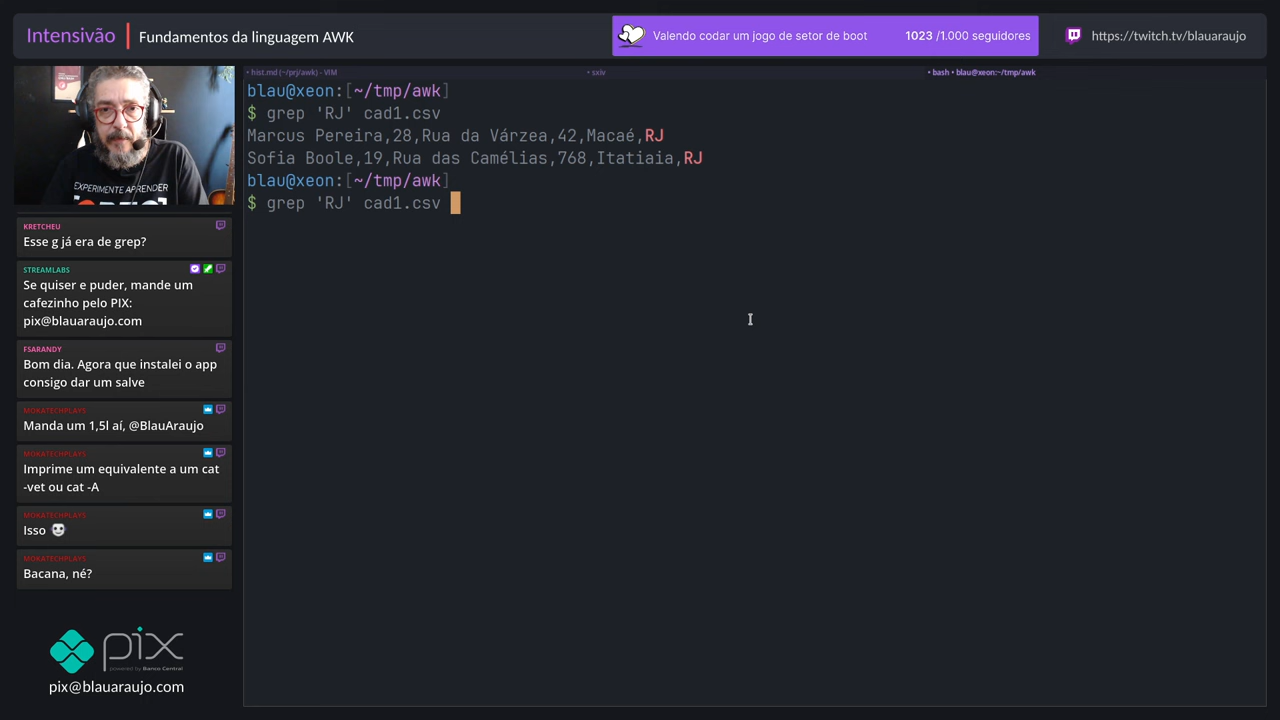 Intensivão
Fundamentos da linguagem AWK
Valendo codar um jogo de setor de boot 1023 /1.000 seguidores
https://twitch.tv/blauaraujo
EXPERIMENTE APRENDER
KRETCHEU
Esse g já era de grep?
STREAMLABS
Se quiser e puder, mande um
cafezinho pelo PIX:
pix@blauaraujo.com
FSARANDY
Bom dia. Agora que instalei o app
consigo dar um salve
MOKATECHPLAYS
Manda um 1,5l aí, @BlauAraujo
MOKATECHPLAYS
Imprime um equivalente a um cat
-vet ou cat -A
MOKATECHPLAYS
Isso
MOKATECHPLAYS
Bacana, né?
pix
powered by Banco Central
pix@blauaraujo.com
• hist.md (~/prj/awk) - VIM • sxiv • bash • blau@xeon:~/tmp/awk
blau@xeon:[~/tmp/awk]
$ grep 'RJ' cad1.csv
Marcus Pereira,28,Rua da Várzea,42,Macaé,RJ
Sofia Boole,19,Rua das Camélias,768,Itatiaia,RJ
blau@xeon:[~/tmp/awk]
$ grep 'RJ' cad1.csv